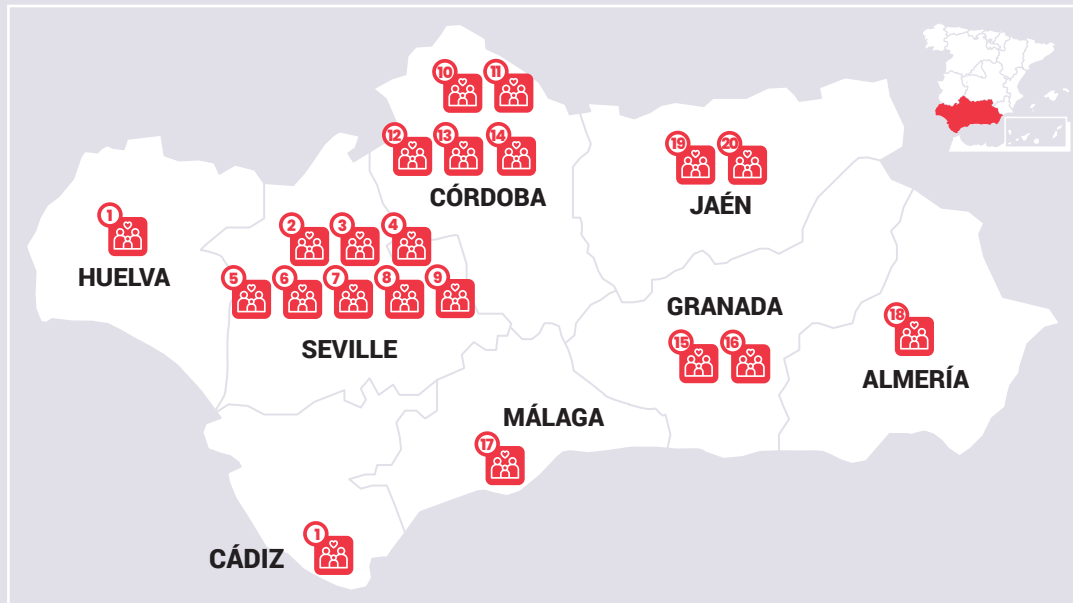 10 11
12 13 14
CÓRDOBA
19 20
JAÉN
1
HUELVA
2 3 4
5 6 7 8 9
SEVILLE
GRANADA
15 16
18
ALMERÍA
MÁLAGA
17
1
CÁDIZ